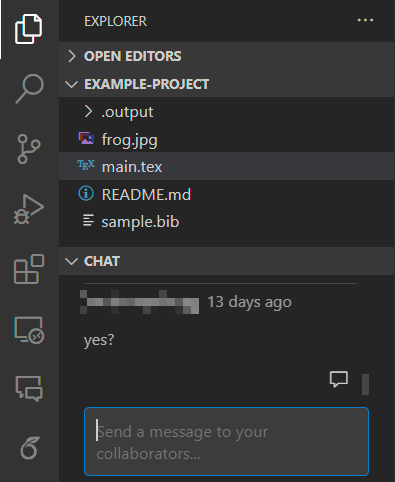 EXPLORER
OPEN EDITORS
EXAMPLE-PROJECT
.output
frog.jpg
TEX main.tex
README.md
sample.bib
CHAT
13 days ago
yes?
Send a message to your
collaborators...